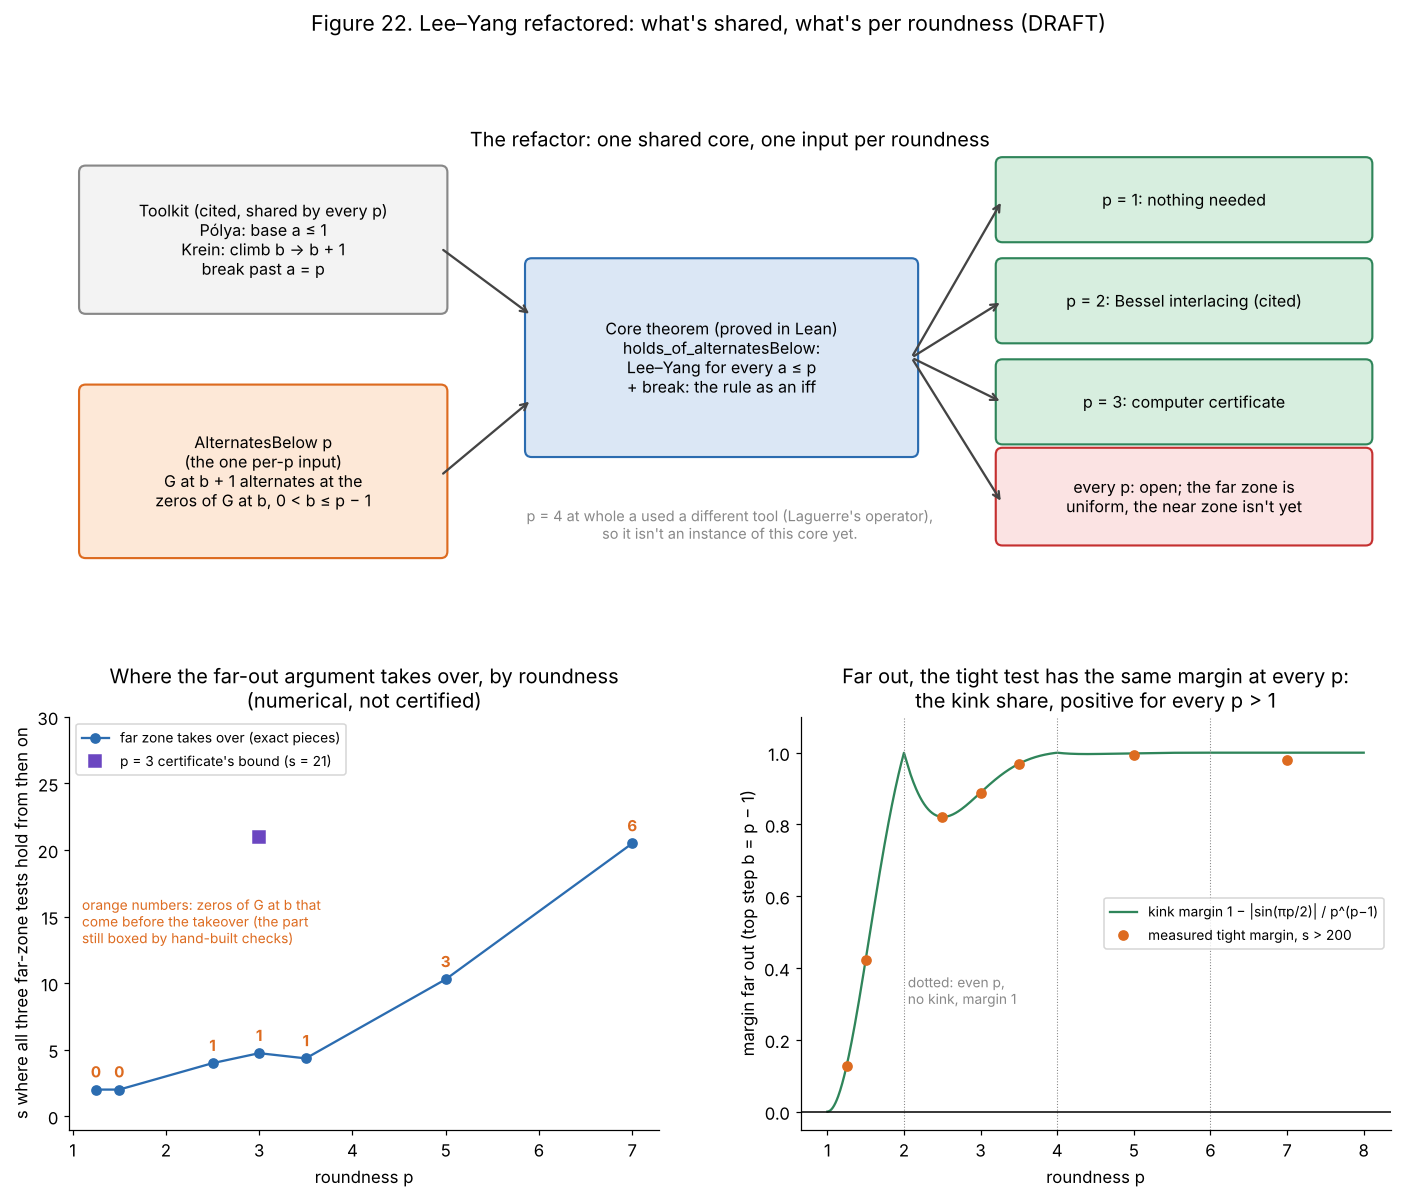 Figure 22. Lee–Yang refactored: what's shared, what's per roundness (DRAFT)
The refactor: one shared core, one input per roundness
Toolkit (cited, shared by every p)
Pólya: base a ≤ 1
Krein: climb b → b + 1
break past a = p
AlternatesBelow p
(the one per-p input)
G at b + 1 alternates at the
zeros of G at b, 0 < b ≤ p − 1
Core theorem (proved in Lean)
holds_of_alternatesBelow:
Lee–Yang for every a ≤ p
+ break: the rule as an iff
p = 4 at whole a used a different tool (Laguerre's operator),
so it isn't an instance of this core yet.
p = 1: nothing needed
p = 2: Bessel interlacing (cited)
p = 3: computer certificate
every p: open; the far zone is
uniform, the near zone isn't yet
Where the far-out argument takes over, by roundness
(numerical, not certified)
s where all three far-zone tests hold from then on
30
25
20
15
10
5
0
far zone takes over (exact pieces)
p = 3 certificate's bound (s = 21)
orange numbers: zeros of G at b that
come before the takeover (the part
still boxed by hand-built checks)
0
0
1
1
1
3
6
1
2
3
4
5
6
7
roundness p
Far out, the tight test has the same margin at every p:
the kink share, positive for every p > 1
margin far out (top step b = p − 1)
1.0
0.8
0.6
0.4
0.2
0.0
kink margin 1 − |sin(πp/2)| / p^(p−1)
measured tight margin, s > 200
dotted: even p,
no kink, margin 1
1
2
3
4
5
6
7
8
roundness p